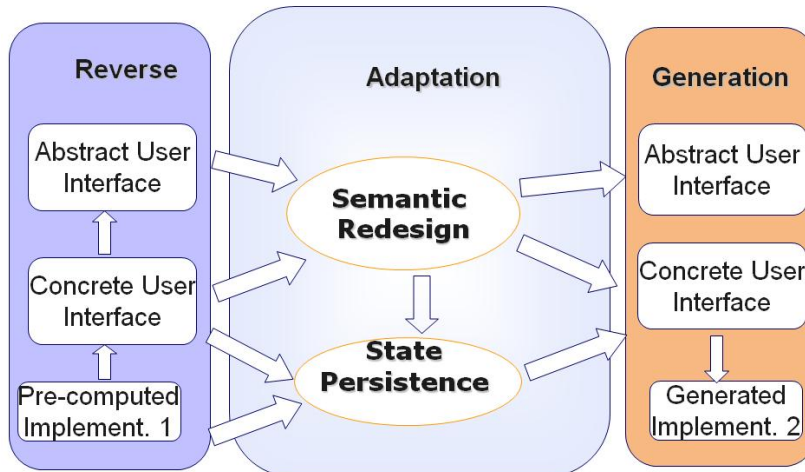 Reverse
Abstract User
Interface
Concrete User
Interface
Pre-computed
Implement. 1
Adaptation
Semantic
Redesign
State
Persistence
Generation
Abstract User
Interface
Concrete User
Interface
Generated
Implement. 2